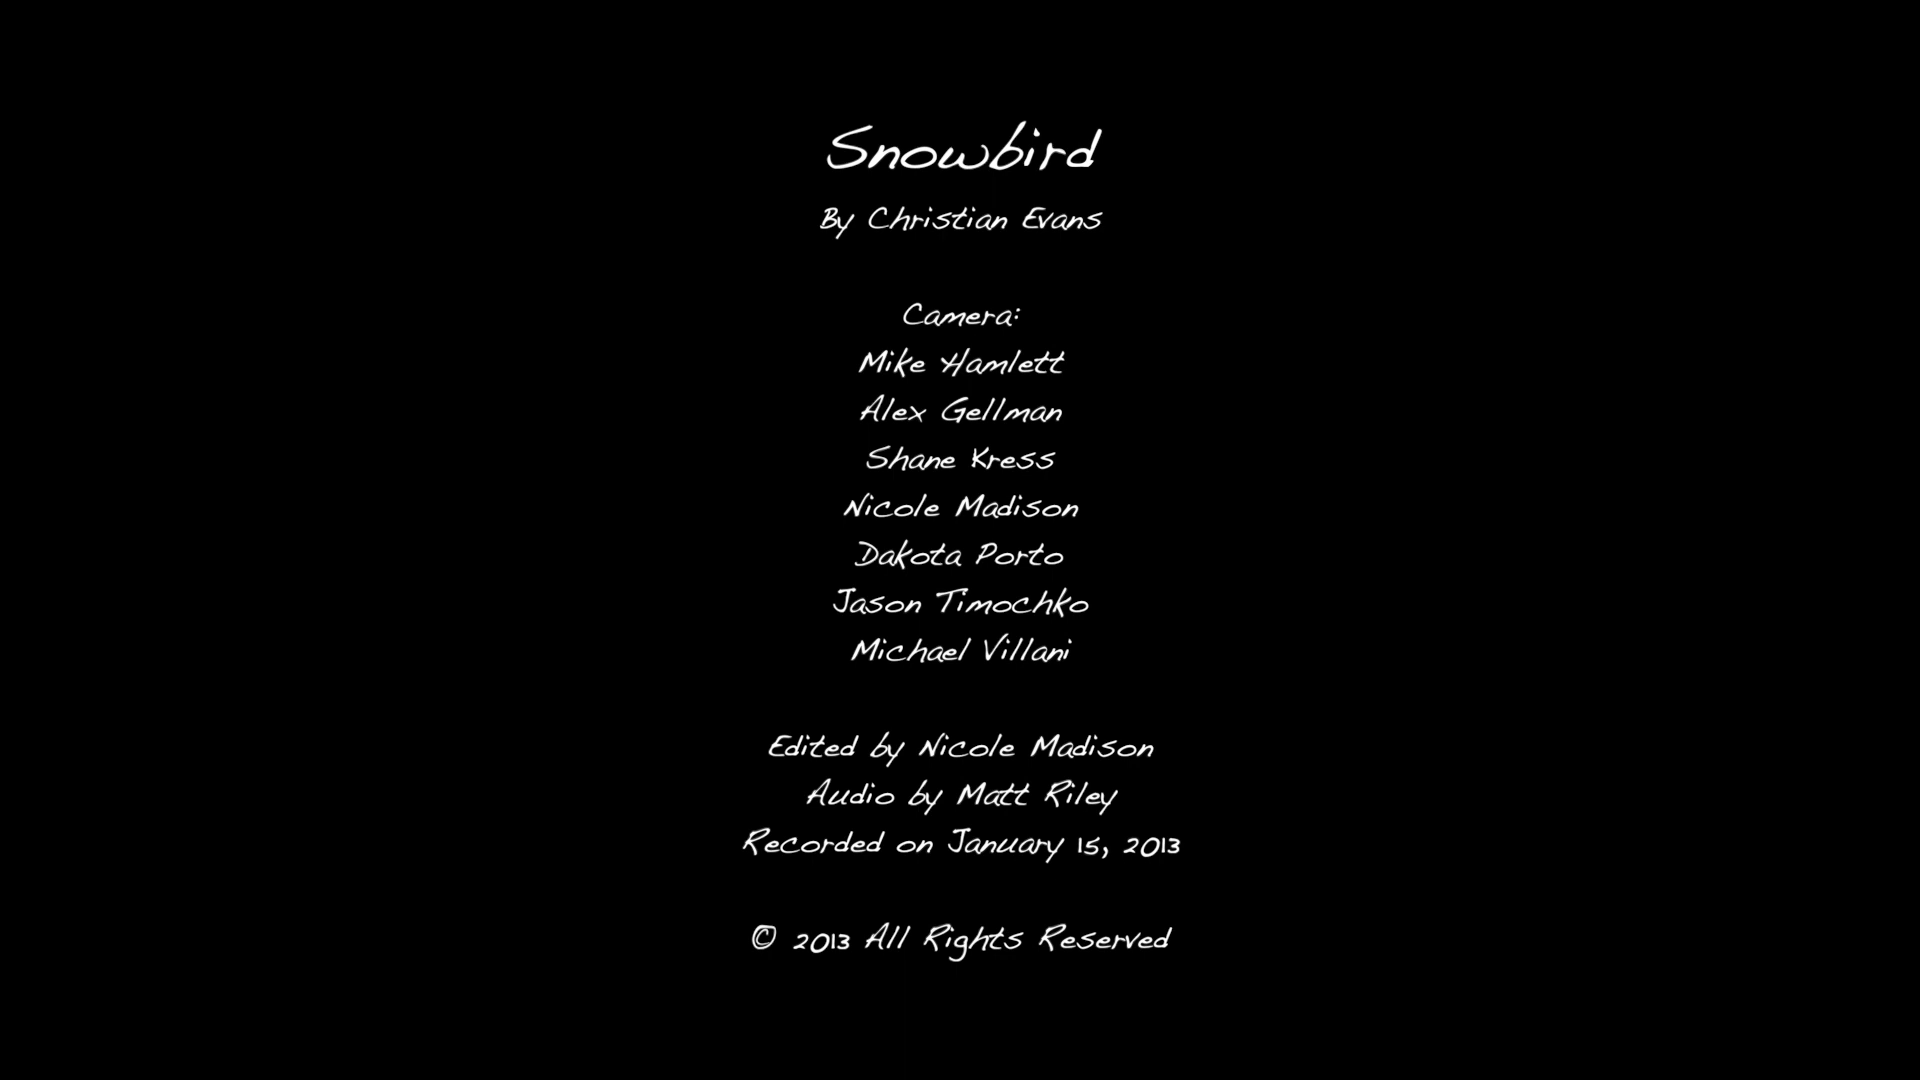 Snowbird
By Christian Evans
Camera:
Mike Hamlett
Alex Gellman
Shane Kress
Nicole Madison
Dakota Porto
Jason Timochko
Michael Villani
Edited by Nicole Madison
Audio by Matt Riley
Recorded on January 15, 2013
© 2013 All Rights Reserved